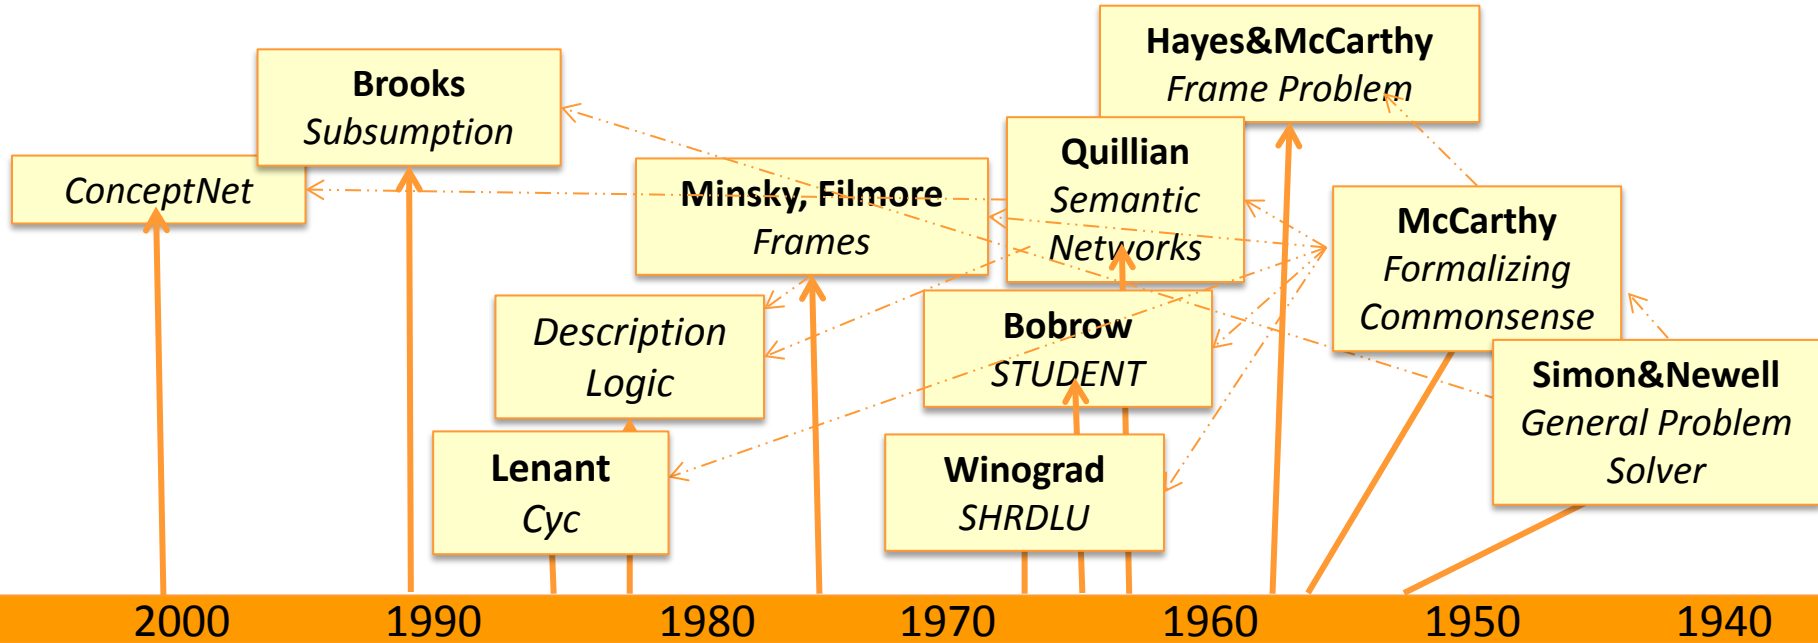 Hayes&McCarthy
Frame Problem
Brooks
Subsumption
Quillian
Semantic
Networks
ConceptNet
Minsky, Filmore
Frames
McCarthy
Formalizing
Commonsense
Description
Logic
Bobrow
STUDENT
Simon&Newell
General Problem
Solver
Lenant
Cyc
Winograd
SHRDLU
2000 1990 1980 1970 1960 1950 1940